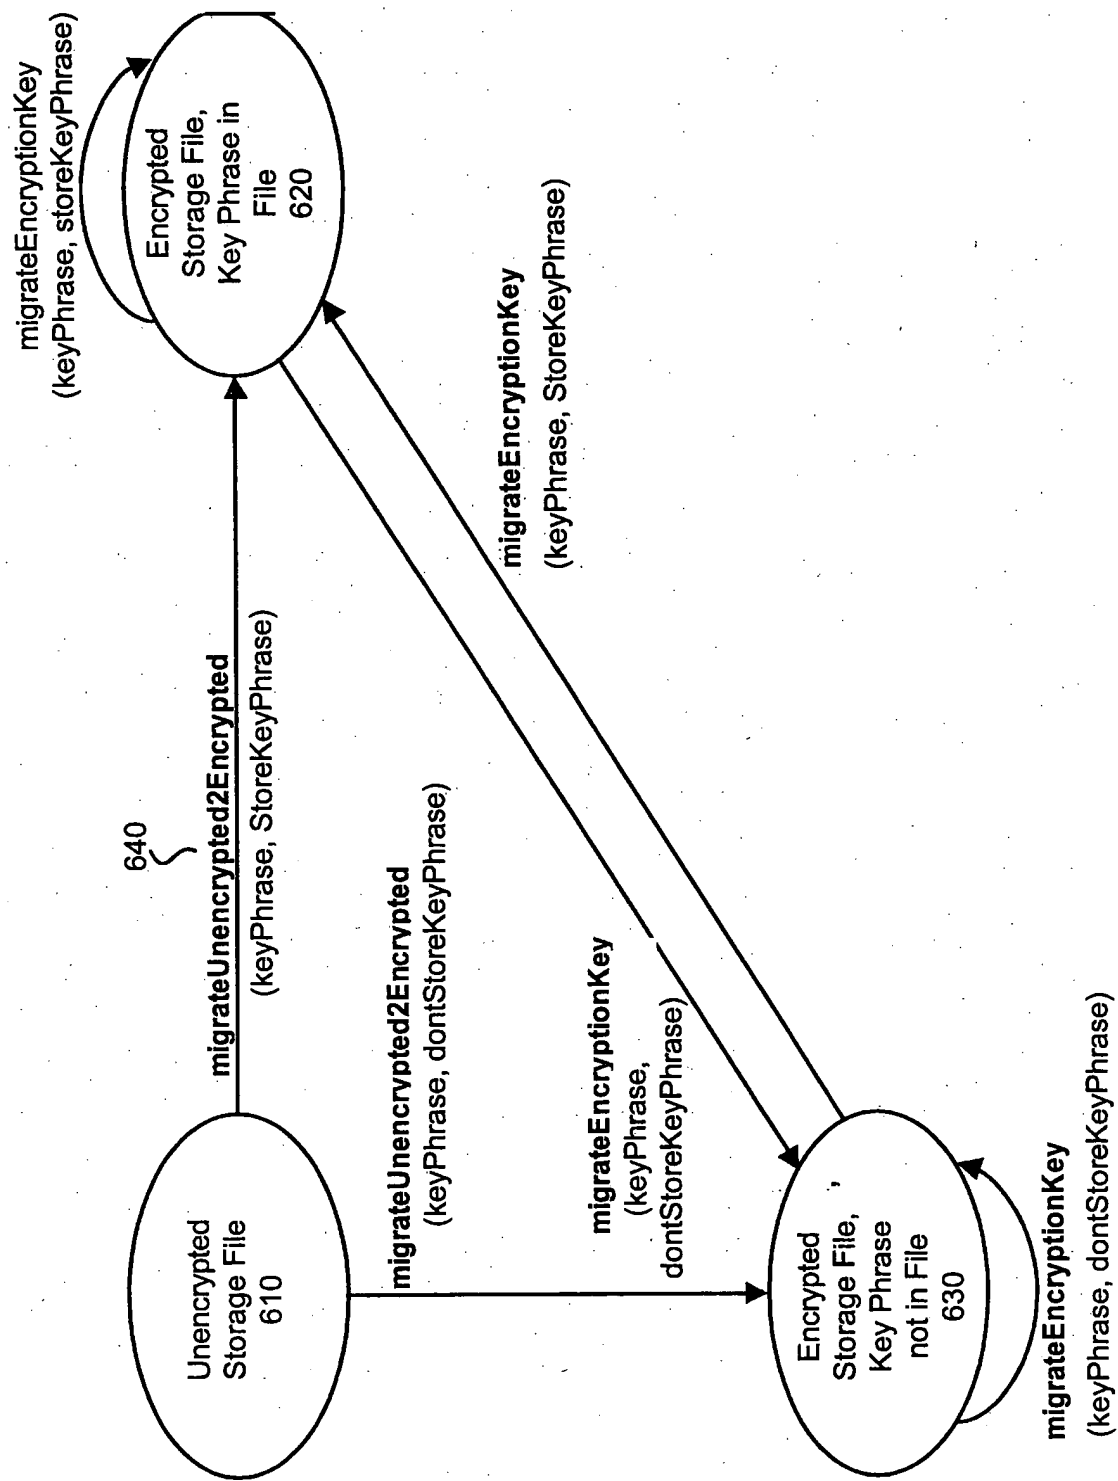 migrateEncryptionKey
(keyPhrase, storeKeyPhrase)
Encrypted
Storage File,
Key Phrase in
File
620
640
migrateUnencrypted2Encrypted
(keyPhrase, StoreKeyPhrase)
Unencrypted
Storage File
610
migrateUnencrypted2Encrypted
(keyPhrase, dontStoreKeyPhrase)
migrateEncryptionKey
(keyPhrase, StoreKeyPhrase)
migrateEncryptionKey
(keyPhrase,
dontStoreKeyPhrase)
Encrypted
Storage File,
Key Phrase
not in File
630
migrateEncryptionKey
(keyPhrase, dontStoreKeyPhrase)